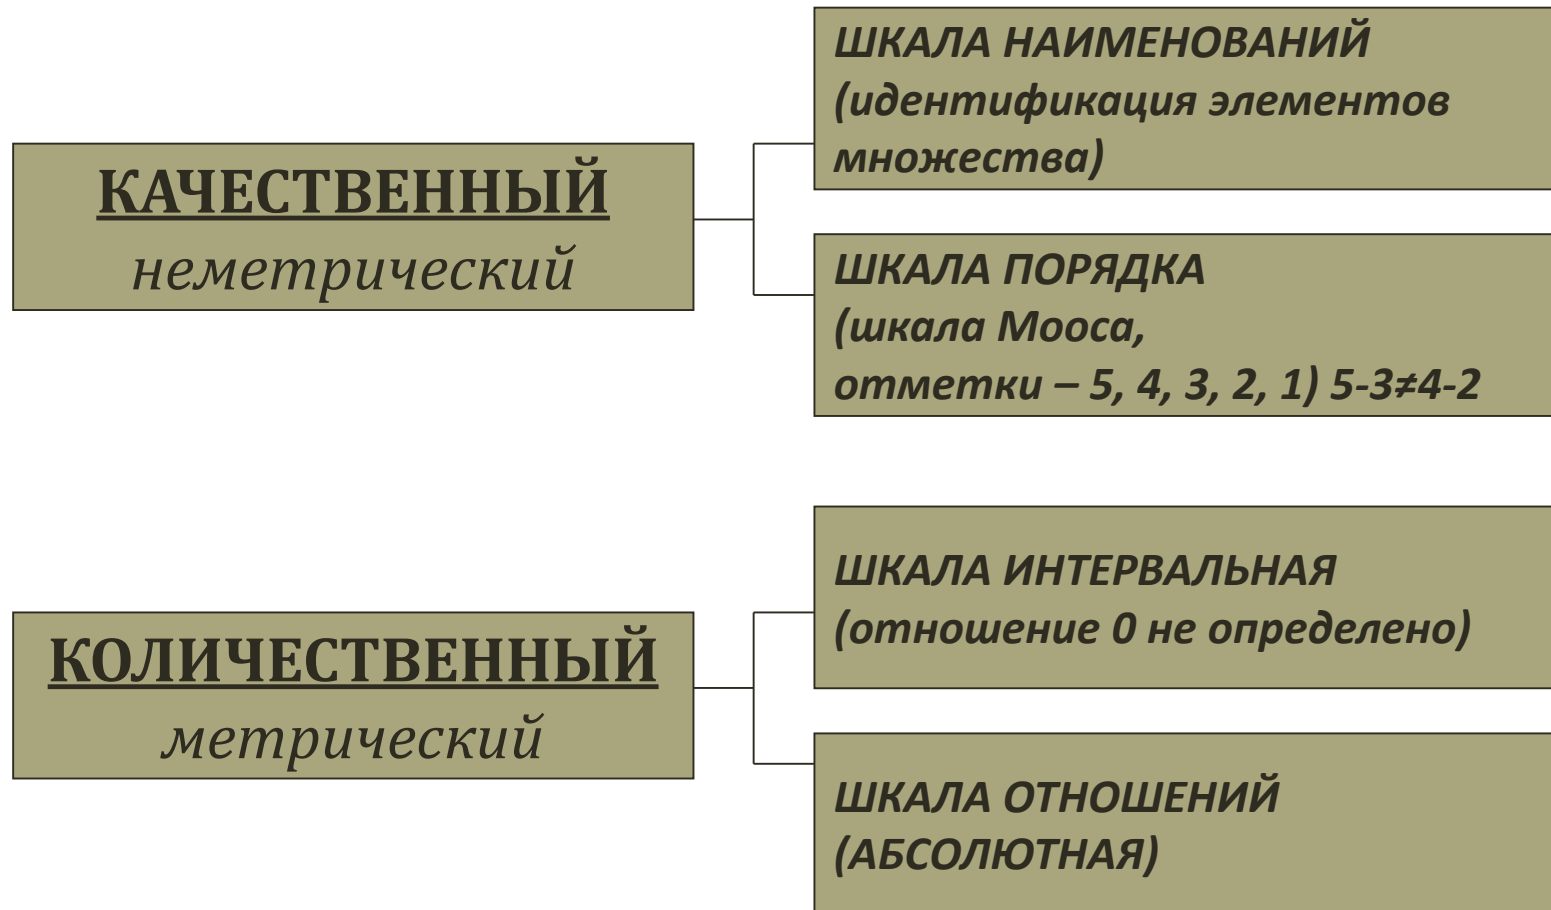 КАЧЕСТВЕННЫЙ
неметрический
ШКАЛА НАИМЕНОВАНИЙ
(идентификация элементов
множества)
ШКАЛА ПОРЯДКА
(шкала Мооса,
отметки – 5, 4, 3, 2, 1) 5-3≠4-2
КОЛИЧЕСТВЕННЫЙ
метрический
ШКАЛА ИНТЕРВАЛЬНАЯ
(отношение 0 не определено)
ШКАЛА ОТНОШЕНИЙ
(АБСОЛЮТНАЯ)